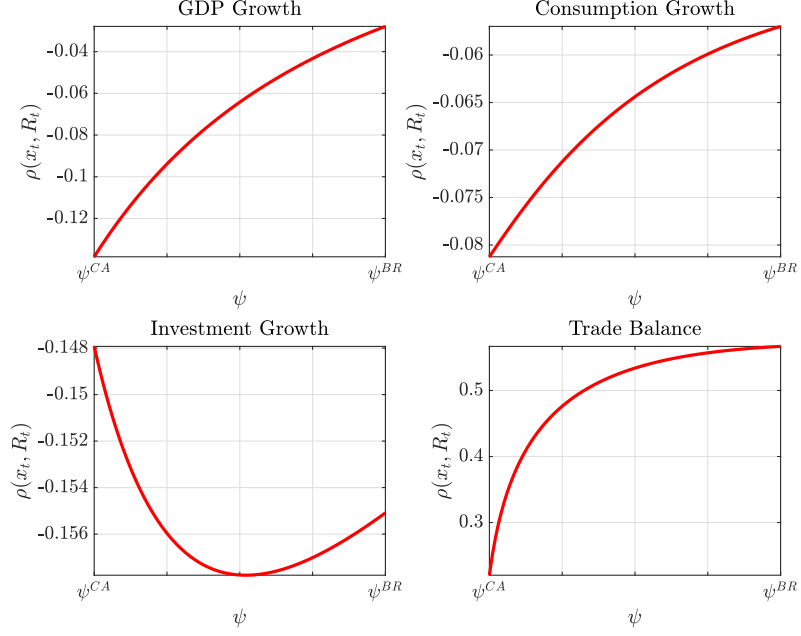 GDP Growth
ρ(x_t, R_t)
-0.04
-0.06
-0.08
-0.1
-0.12
ψ^{CA}
ψ^{BR}
ψ
Consumption Growth
ρ(x_t, R_t)
-0.06
-0.065
-0.07
-0.075
-0.08
ψ^{CA}
ψ^{BR}
ψ
Investment Growth
ρ(x_t, R_t)
-0.148
-0.15
-0.152
-0.154
-0.156
ψ^{CA}
ψ^{BR}
ψ
Trade Balance
ρ(x_t, R_t)
0.5
0.4
0.3
ψ^{CA}
ψ^{BR}
ψ